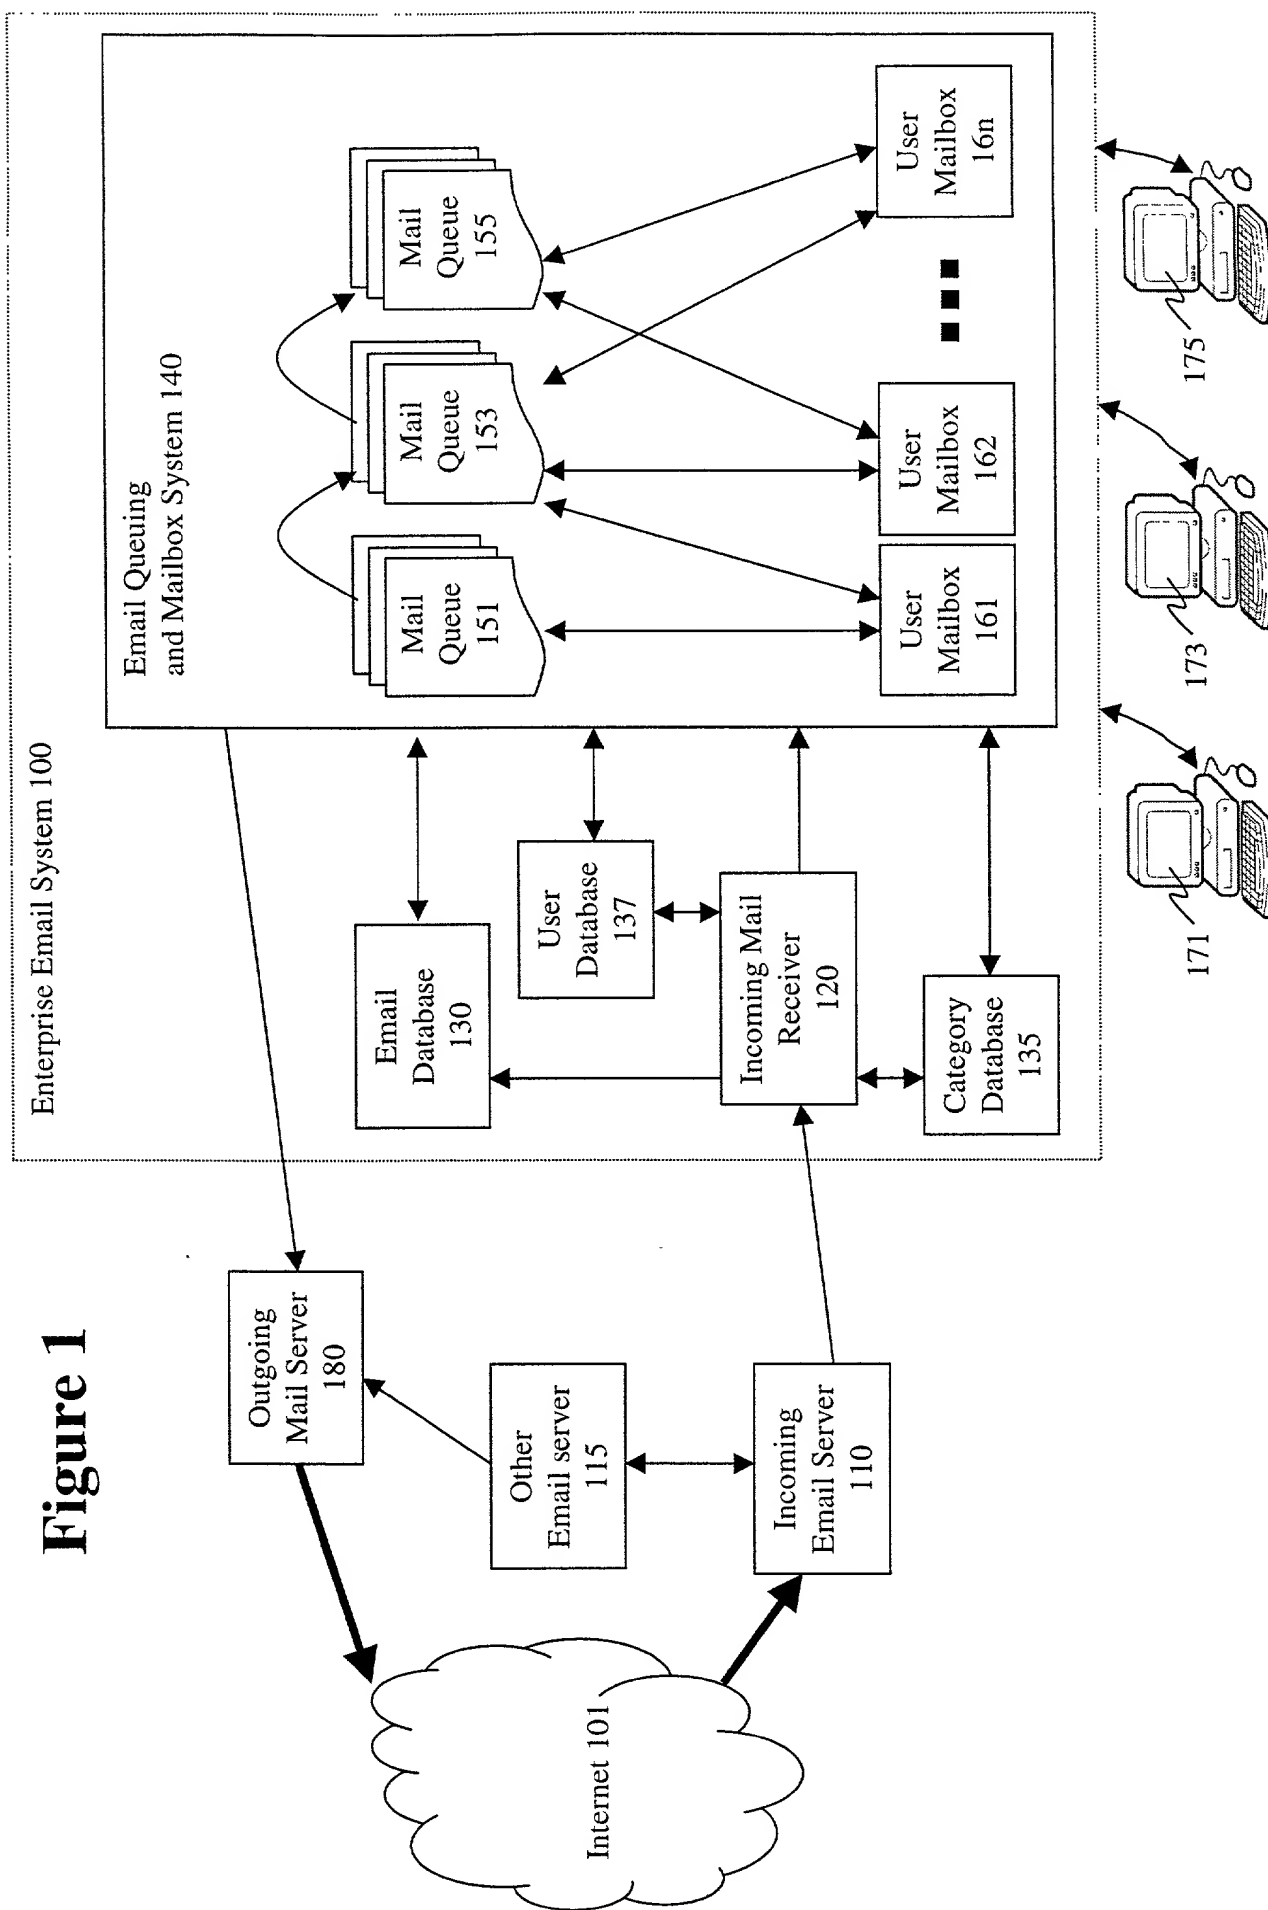 Figure 1
Enterprise Email System 100
Email Queuing
and Mailbox System 140
Mail
Queue
151
Mail
Queue
153
Mail
Queue
155
User
Mailbox
161
User
Mailbox
162
User
Mailbox
16n
Email
Database
130
User
Database
137
Incoming Mail
Receiver
120
Category
Database
135
Outgoing
Mail Server
180
Other
Email server
115
Incoming
Email Server
110
Internet 101
171
173
175